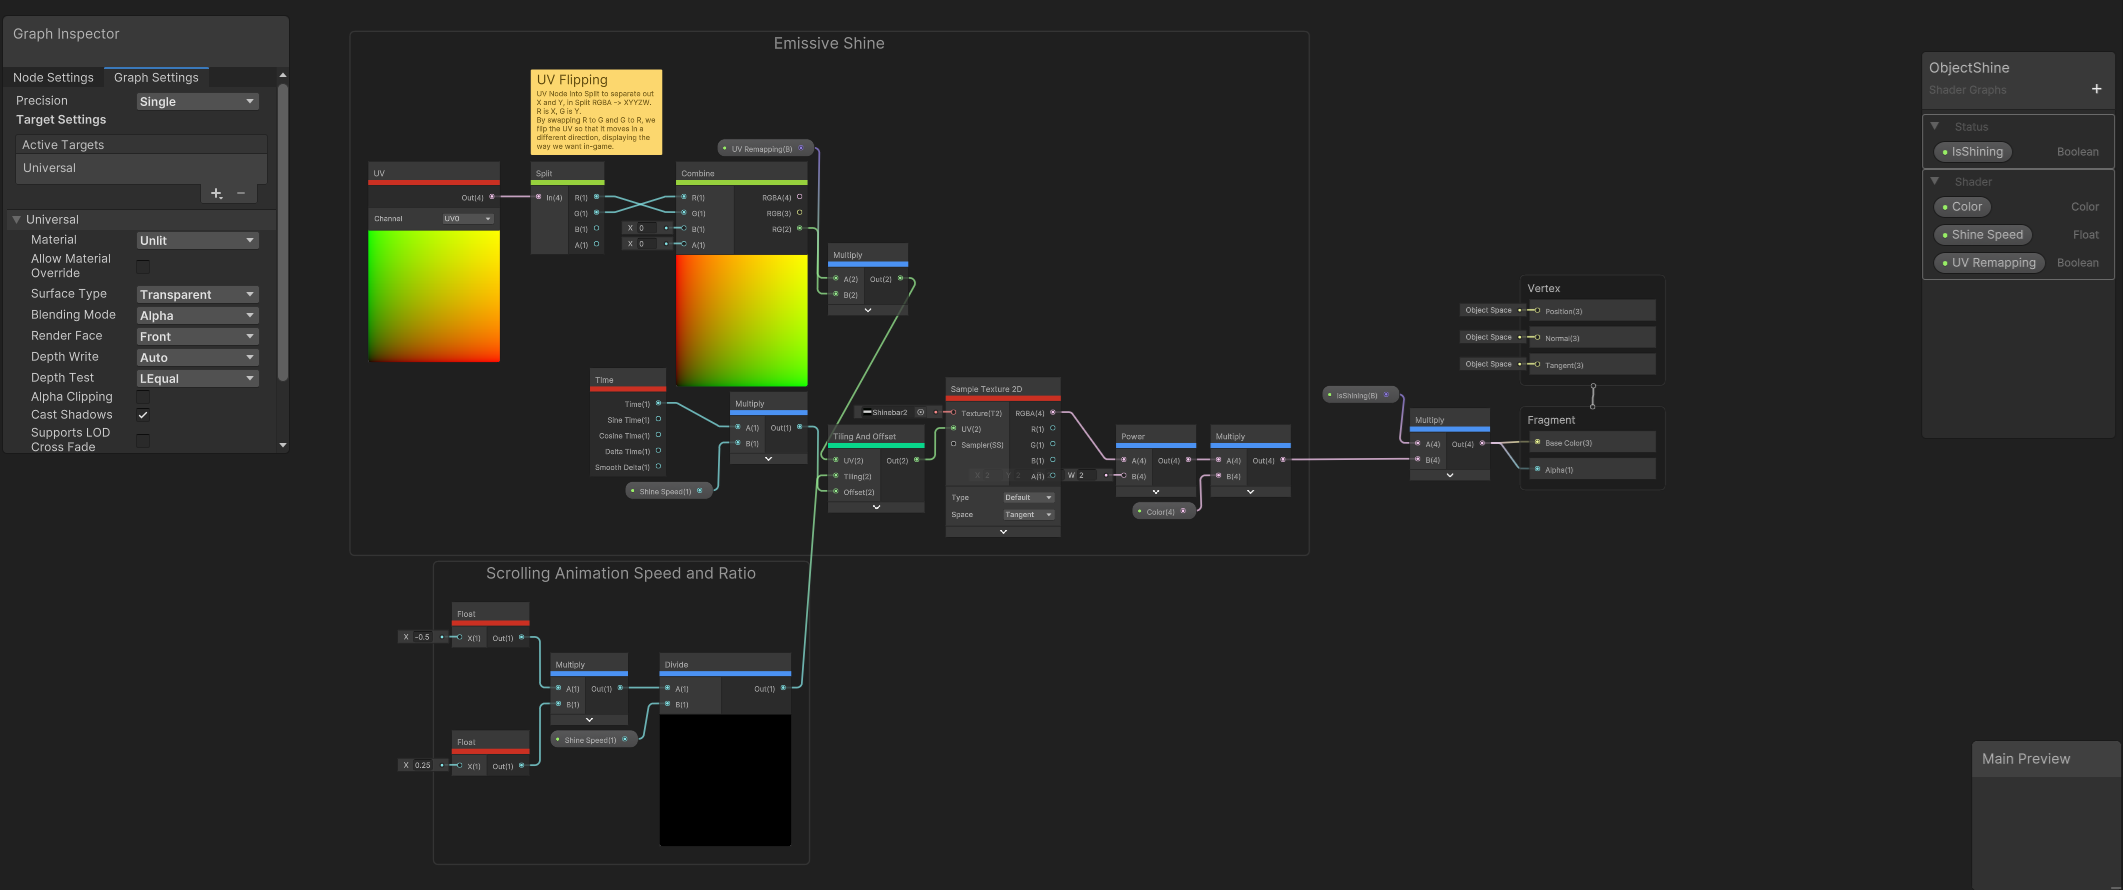 Graph Inspector
Node Settings
Graph Settings
Precision
Single
Target Settings
Active Targets
Universal
Universal
Material
Unlit
Allow Material
Override
Surface Type
Transparent
Blending Mode
Alpha
Render Face
Front
Depth Write
Auto
Depth Test
LEqual
Alpha Clipping
Cast Shadows
Supports LOD
Cross Fade
Emissive Shine
UV Flipping
UV Node into Split to separate out
X and Y, in Split RGBA -> XYYZW.
R is X, G is Y.
By swapping R to G and G to R, we
flip the UV so that it moves in a
different direction, displaying the
way we want in-game.
UV Remapping(B)
UV
Out(4)
Channel
UV0
Split
In(4)
R(1)
G(1)
B(1)
A(1)
X 0
X 0
Combine
R(1)
G(1)
B(1)
A(1)
RGBA(4)
RGB(3)
RG(2)
Multiply
A(2)
Out(2)
B(2)
Time
Time(1)
Sine Time(1)
Cosine Time(1)
Delta Time(1)
Smooth Delta(1)
Shine Speed(1)
Multiply
A(1)
Out(1)
B(1)
Tiling And Offset
UV(2)
Out(2)
Tiling(2)
Offset(2)
Shinebar2
Sample Texture 2D
Texture(T2)
RGBA(4)
UV(2)
R(1)
Sampler(SS)
G(1)
B(1)
A(1)
Type
Default
Space
Tangent
W 2
Power
A(4)
Out(4)
B(4)
Color(4)
Multiply
A(4)
Out(4)
B(4)
IsShining(B)
Multiply
A(4)
Out(4)
B(4)
Vertex
Object Space
Position(3)
Object Space
Normal(3)
Object Space
Tangent(3)
Fragment
Base Color(3)
Alpha(1)
Scrolling Animation Speed and Ratio
X -0.5
Float
X(1)
Out(1)
X 0.25
Float
X(1)
Out(1)
Multiply
A(1)
Out(1)
B(1)
Shine Speed(1)
Divide
A(1)
Out(1)
B(1)
ObjectShine
Shader Graphs
Status
IsShining
Boolean
Shader
Color
Color
Shine Speed
Float
UV Remapping
Boolean
Main Preview